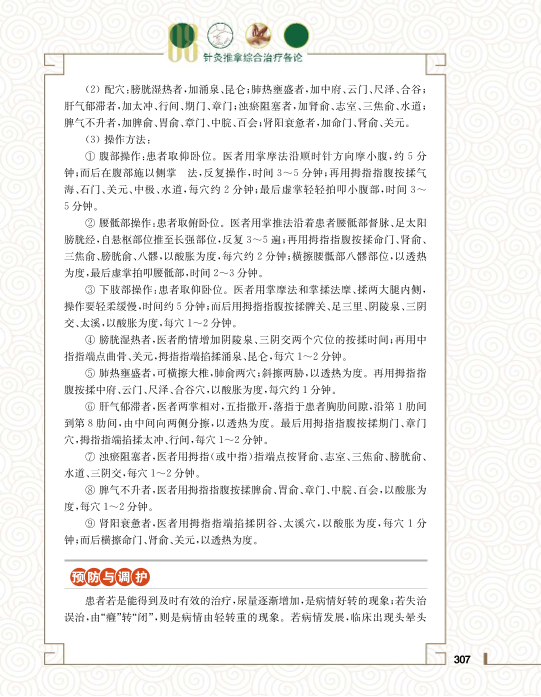 针灸推拿综合治疗备论
(2) 配穴:膀胱湿热者,加涌泉、昆仑;肺热壅盛者,加中府、云门、尺泽、合谷;
肝气郁滞者,加太冲、行间、期门、章门;浊瘀阻塞者,加肾俞、志室、三焦俞、水道;
脾气不升者,加脾俞、胃俞、章门、中脘、百会;肾阳衰惫者,加命门、肾俞、关元。
(3) 操作方法:
① 腹部操作:患者取仰卧位。医者用掌摩法沿顺时针方向摩小腹,约 5 分
钟;而后在腹部施以侧掌 法,反复操作,时间 3～5 分钟;再用拇指指腹按揉气
海、石门、关元、中极、水道,每穴约 2 分钟;最后虚掌轻轻拍叩小腹部,时间 3～
5 分钟。
② 腰骶部操作:患者取俯卧位。医者用掌推法沿着患者腰骶部督脉、足太阳
膀胱经,自悬枢部位推至长强部位,反复 3～5 遍;再用拇指指腹按揉命门、肾俞、
三焦俞、膀胱俞、八髎,以酸胀为度,每穴约 2 分钟;横擦腰骶部八髎部位,以透热
为度,最后虚掌拍叩腰骶部,时间 2～3 分钟。
③ 下肢部操作:患者取仰卧位。医者用掌摩法和掌揉法摩、揉两大腿内侧,
操作要轻柔缓慢,时间约 5 分钟;而后用拇指指腹按揉髀关、足三里、阴陵泉、三阴
交、太溪,以酸胀为度,每穴 1～2 分钟。
④ 膀胱湿热者,医者酌情增加阴陵泉、三阴交两个穴位的按揉时间;再用中
指指端点曲骨、关元,拇指指端掐揉涌泉、昆仑,每穴 1～2 分钟。
⑤ 肺热壅盛者,可横擦大椎,肺俞两穴;斜擦两胁,以透热为度。再用拇指指
腹按揉中府、云门、尺泽、合谷穴,以酸胀为度,每穴约 1 分钟。
⑥ 肝气郁滞者,医者两掌相对,五指撒开,落指于患者胸肋间隙,沿第 1 肋间
到第 8 肋间,由中间向两侧分擦,以透热为度。最后用拇指指腹按揉期门、章门
穴,拇指指端掐揉太冲、行间,每穴 1～2 分钟。
⑦ 浊瘀阻塞者,医者用拇指(或中指)指端点按肾俞、志室、三焦俞、膀胱俞、
水道、三阴交,每穴 1～2 分钟。
⑧ 脾气不升者,医者用拇指指腹按揉脾俞、胃俞、章门、中脘、百会,以酸胀为
度,每穴 1～2 分钟。
⑨ 肾阳衰惫者,医者用拇指指端掐揉阴谷、太溪穴,以酸胀为度,每穴 1 分
钟;而后横擦命门、肾俞、关元,以透热为度。
预防与调护
患者若是能得到及时有效的治疗,尿量逐渐增加,是病情好转的现象;若失治
误治,由“癃”转“闭”,则是病情由轻转重的现象。若病情发展,临床出现头晕头
307